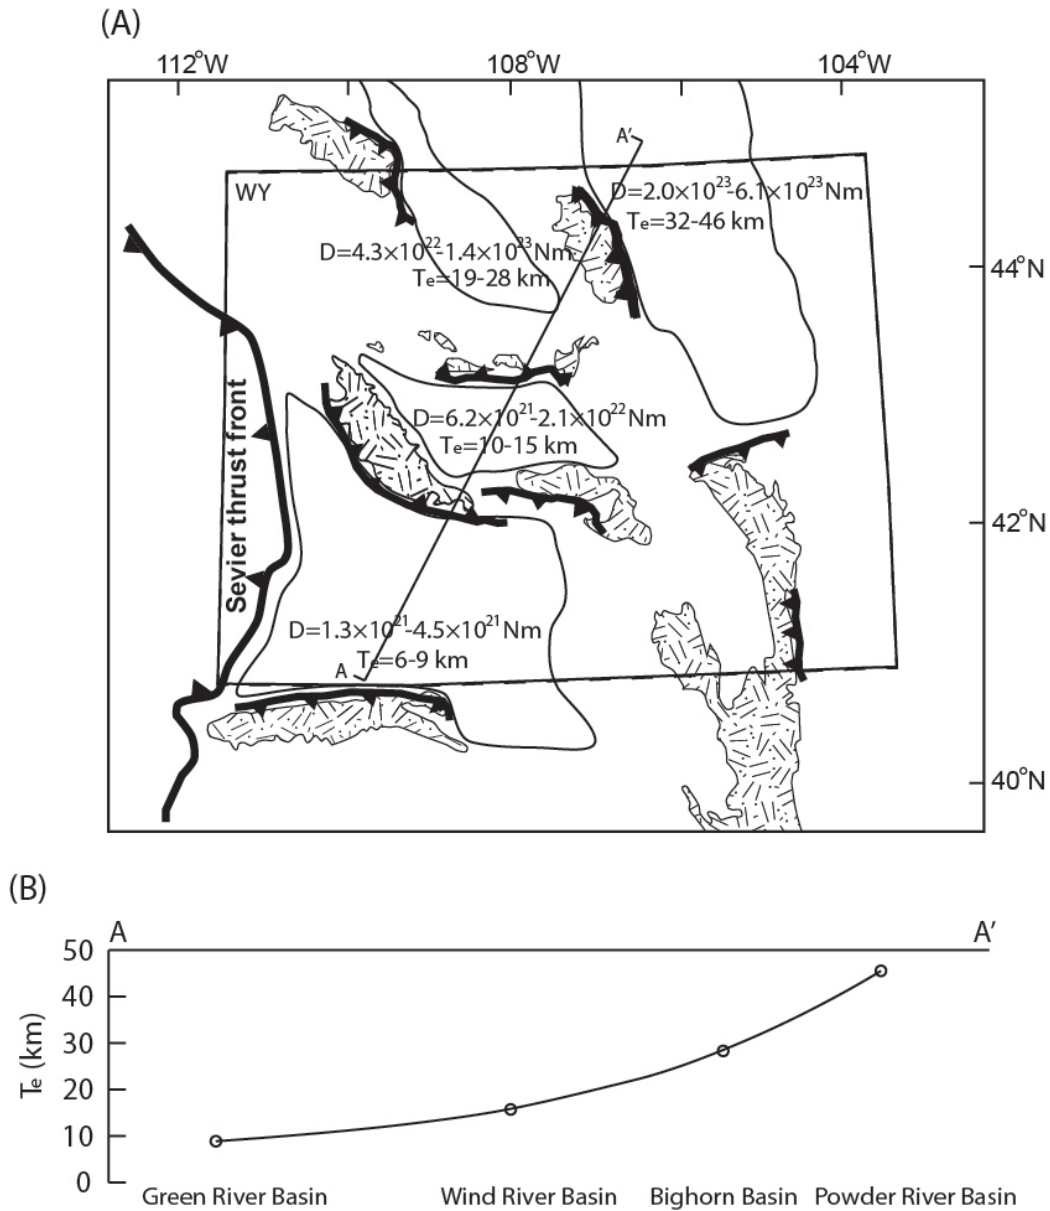 (A)
112°W 108°W 104°W
A'
WY
D=2.0×10²³-6.1×10²³Nm
Te=32-46 km
D=4.3×10²²-1.4×10²³Nm
Te=19-28 km
44°N
D=6.2×10²¹-2.1×10²²Nm
Te=10-15 km
Sevier thrust front
42°N
D=1.3×10²¹-4.5×10²¹Nm
Te=6-9 km
A
40°N
(B)
A A'
50
40
30
20
10
0
Te (km)
Green River Basin Wind River Basin Bighorn Basin Powder River Basin